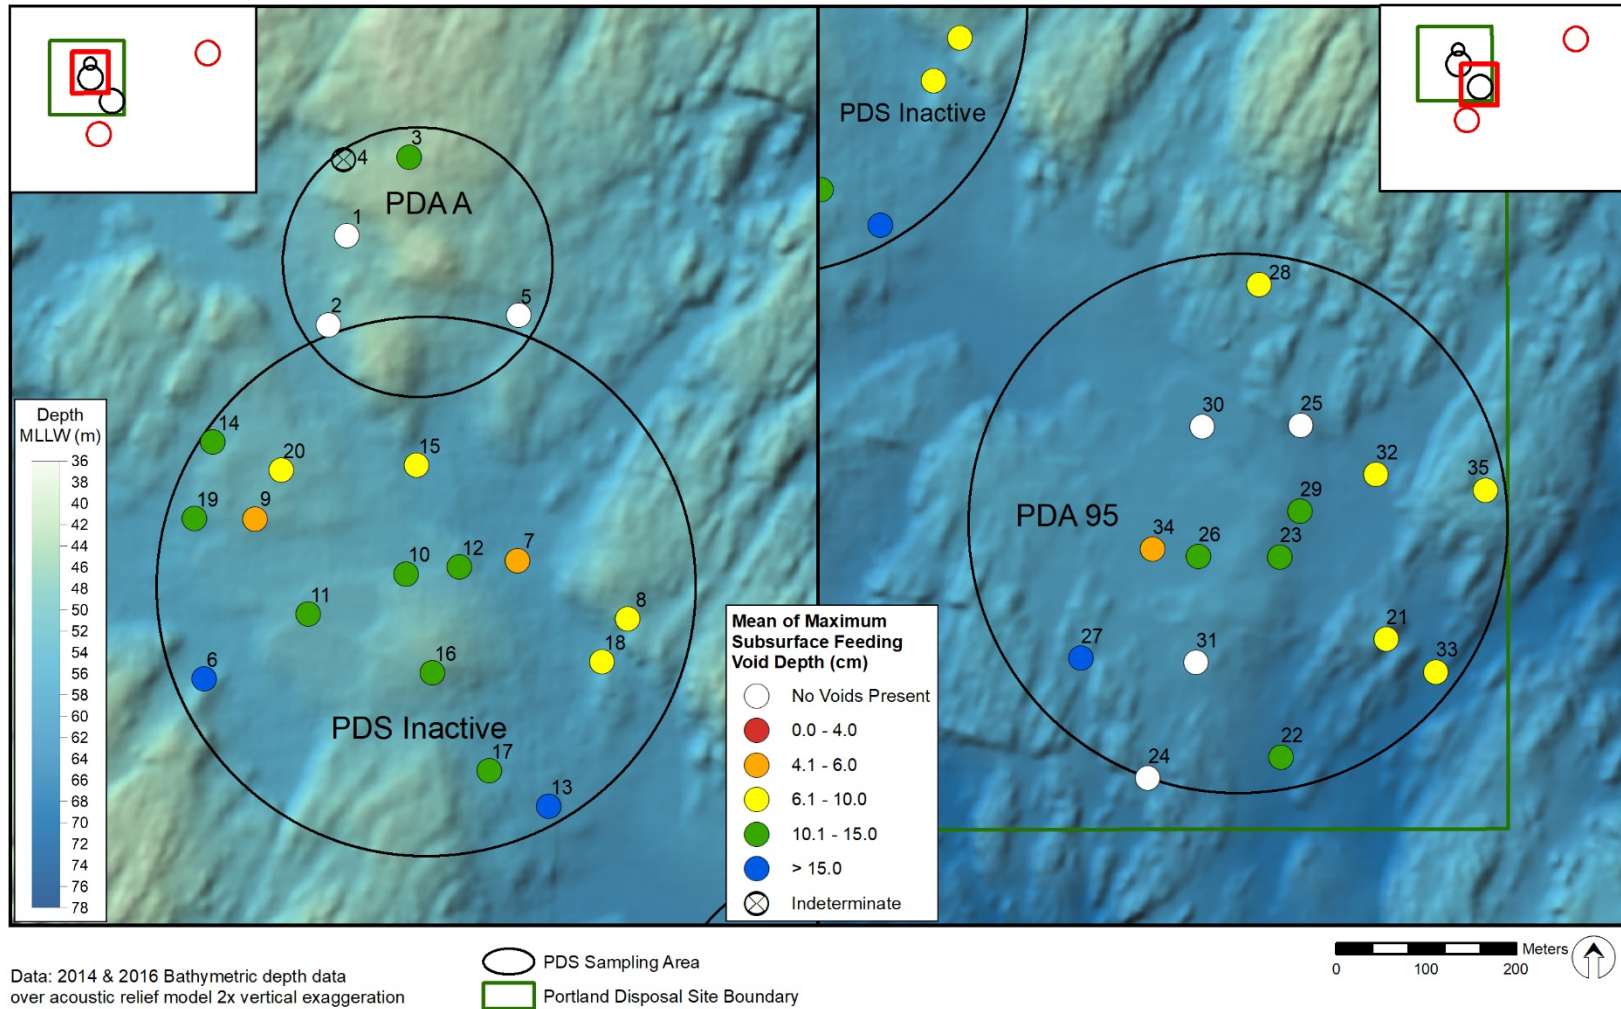 3
4
PDA A
1
2
5
Depth
MLLW (m)
36
38
40
42
44
46
48
50
52
54
56
58
60
62
64
66
68
70
72
74
76
78
14
20
15
19
9
10
12
7
11
8
18
6
16
PDS Inactive
17
13
PDS Inactive
28
30
25
32
35
29
PDA 95
34
26
23
27
31
21
33
22
24
Mean of Maximum
Subsurface Feeding
Void Depth (cm)
No Voids Present
0.0 - 4.0
4.1 - 6.0
6.1 - 10.0
10.1 - 15.0
> 15.0
Indeterminate
Data: 2014 & 2016 Bathymetric depth data
over acoustic relief model 2x vertical exaggeration
PDS Sampling Area
Portland Disposal Site Boundary
Meters
0 100 200